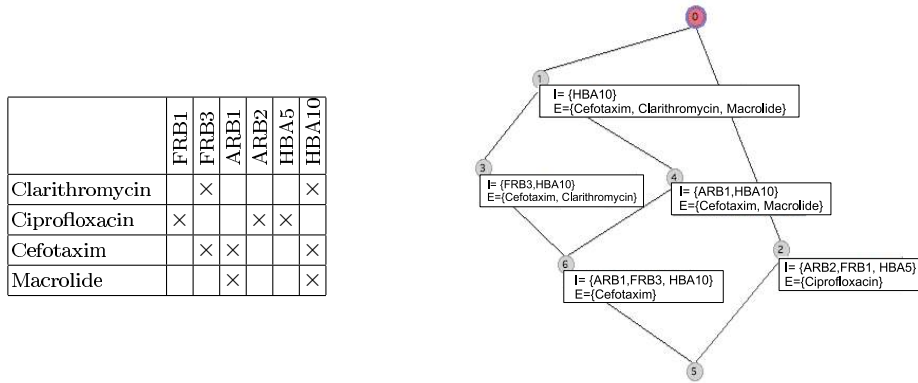 FRB1 FRB3 ARB1 ARB2 HBA5 HBA10
Clarithromycin × ×
Ciprofloxacin × × ×
Cefotaxim × × ×
Macrolide × ×
0
1
I= {HBA10}
E={Cefotaxim, Clarithromycin, Macrolide}
3
I= {FRB3,HBA10}
E={Cefotaxim, Clarithromycin}
4
I= {ARB1,HBA10}
E={Cefotaxim, Macrolide}
2
I= {ARB2,FRB1, HBA5}
E={Ciprofloxacin}
6
I= {ARB1,FRB3, HBA10}
E={Cefotaxim}
5